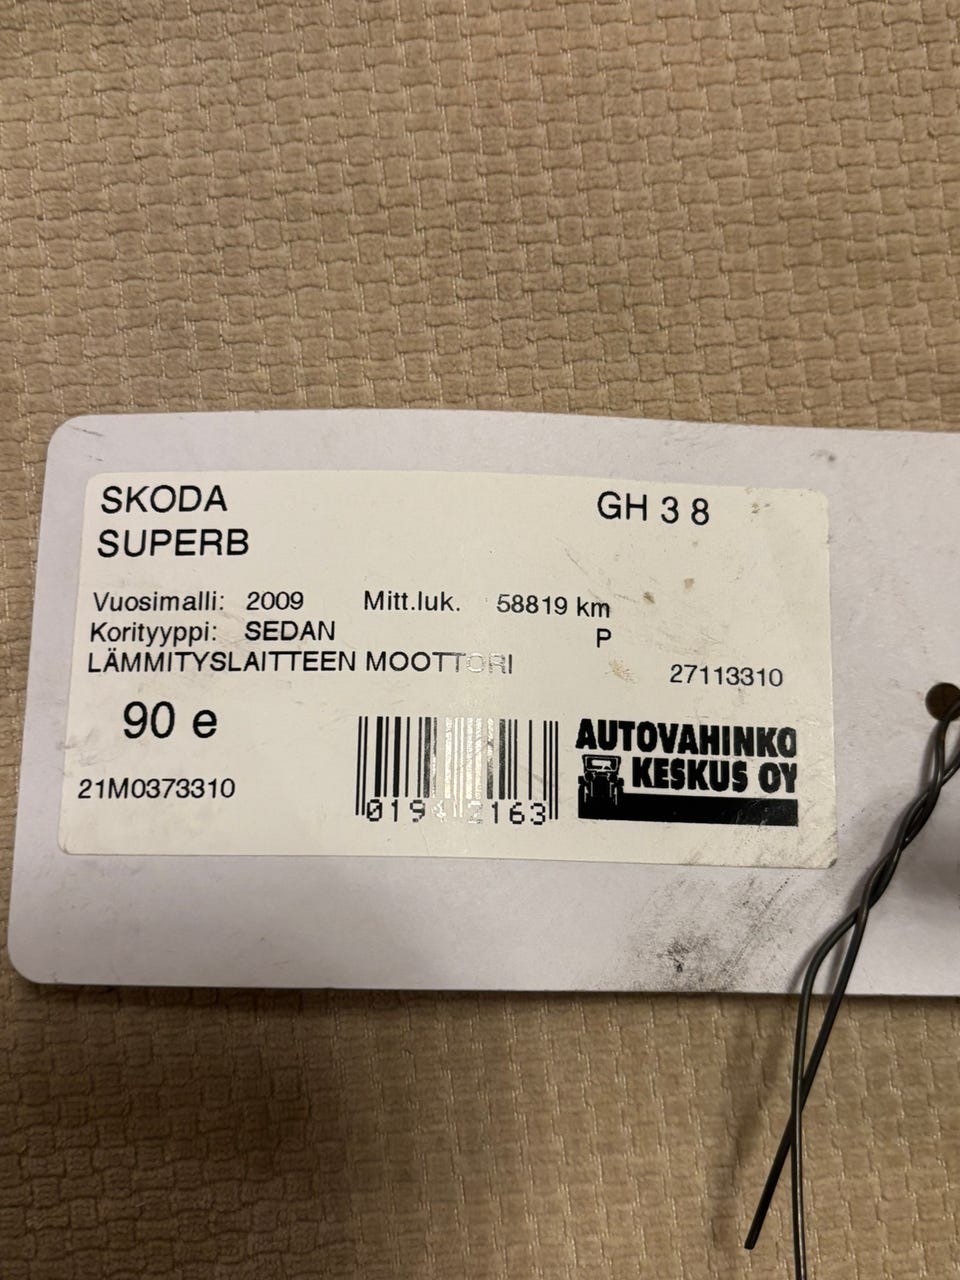 SKODA GH 3 8
SUPERB
Vuosimalli: 2009 Mitt.luk. 58819 km
Korityyppi: SEDAN P
LÄMMITYSLAITTEEN MOOTTORI 27113310
90 e
AUTOVAHINKO
KESKUS OY
21M0373310
01942163